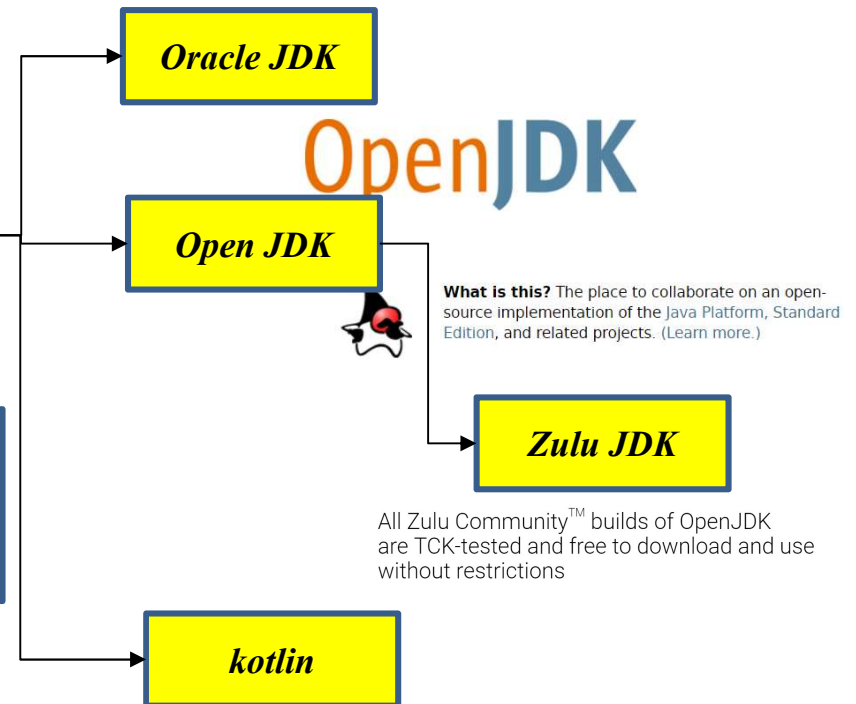 Oracle JDK
OpenJDK
Open JDK
What is this? The place to collaborate on an open-
source implementation of the Java Platform, Standard
Edition, and related projects. (Learn more.)
Zulu JDK
All Zulu Community™ builds of OpenJDK
are TCK-tested and free to download and use
without restrictions
kotlin